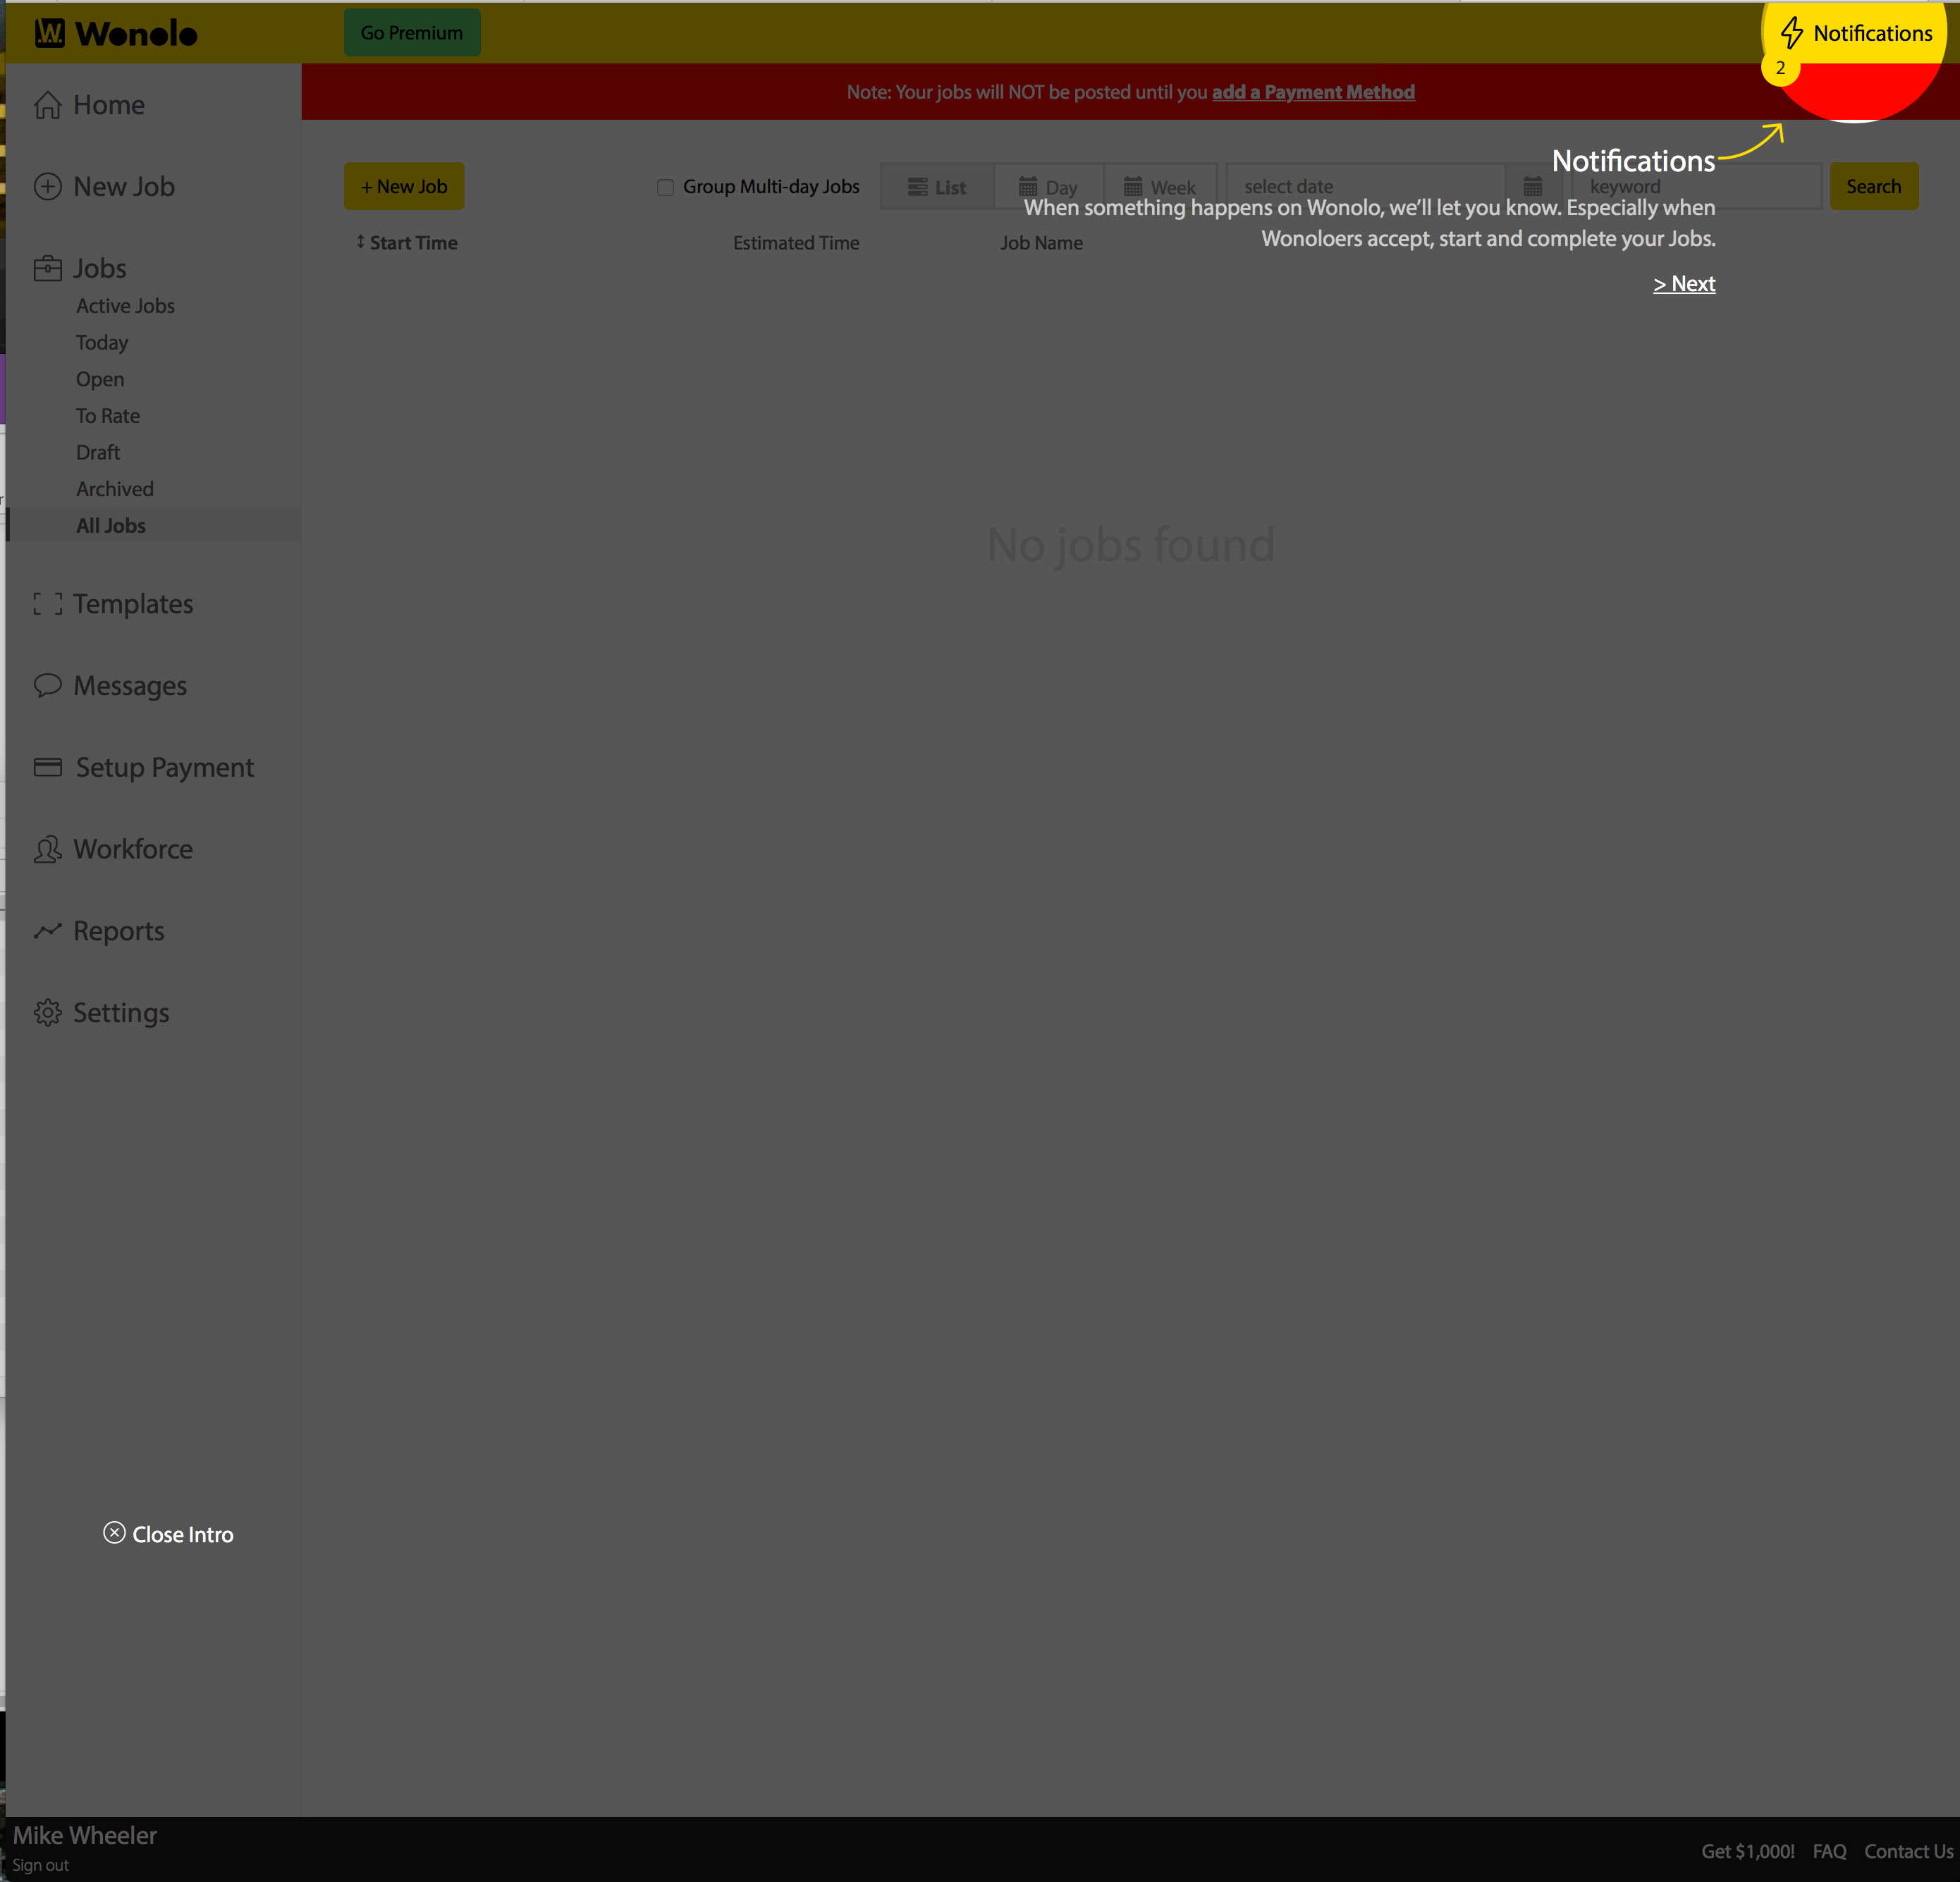 W. Wonolo
Go Premium
Notifications
2
Note: Your jobs will NOT be posted until you add a Payment Method
Home
New Job
Jobs
Active Jobs
Today
Open
To Rate
Draft
Archived
All Jobs
Templates
Messages
Setup Payment
Workforce
Reports
Settings
Notifications
+ New Job
Group Multi-day Jobs
List
Day
Week
select date
keyword
Search
When something happens on Wonolo, we’ll let you know. Especially when
Wonoloers accept, start and complete your Jobs.
> Next
Start Time
Estimated Time
Job Name
No jobs found
Close Intro
Mike Wheeler
Sign out
Get $1,000!
FAQ
Contact Us